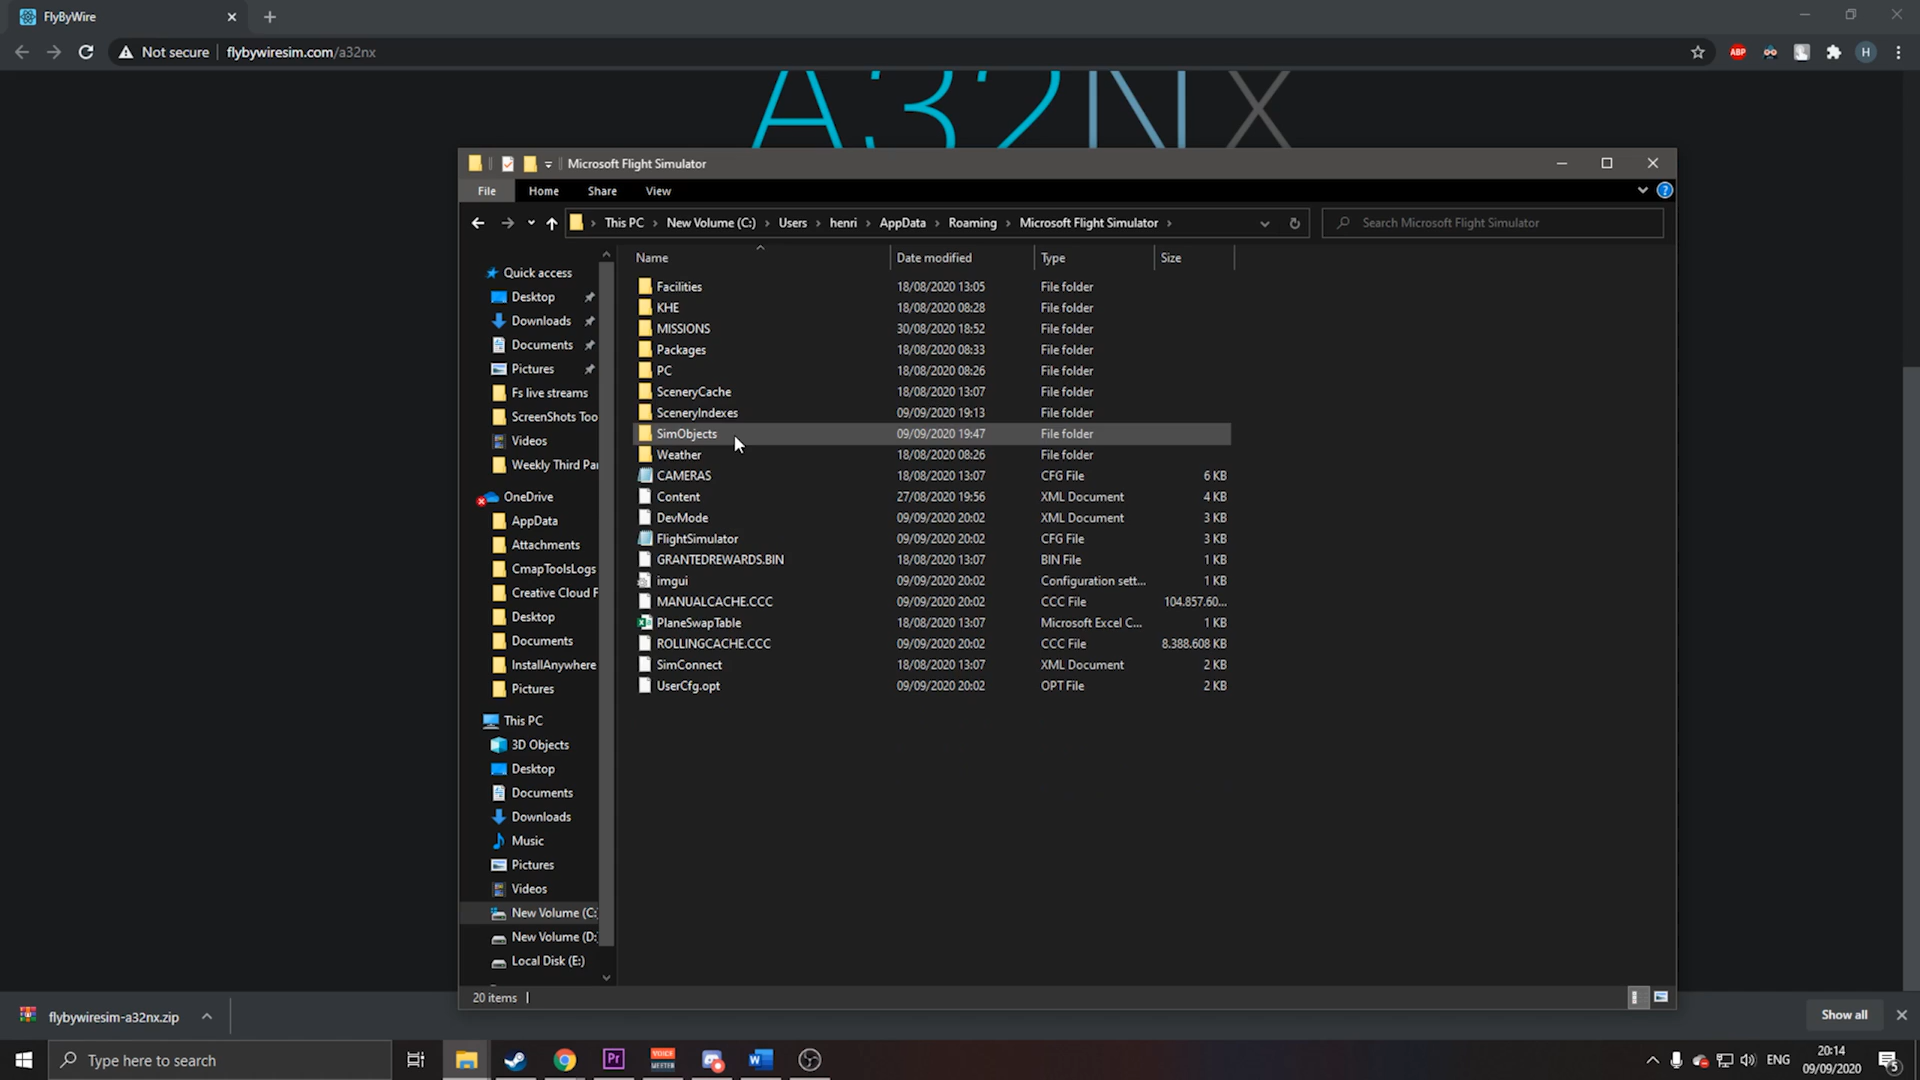 FlyByWire
Not secure
flybywiresim.com/a32nx
ABP
H
A32NX
Microsoft Flight Simulator
File
Home
Share
View
This PC > New Volume (C:) > Users > henri > AppData > Roaming > Microsoft Flight Simulator >
Search Microsoft Flight Simulator
Name Date modified Type Size
Facilities 18/08/2020 13:05 File folder
KHE 18/08/2020 08:28 File folder
MISSIONS 30/08/2020 18:52 File folder
Packages 18/08/2020 08:33 File folder
PC 18/08/2020 08:26 File folder
SceneryCache 18/08/2020 13:07 File folder
SceneryIndexes 09/09/2020 19:13 File folder
SimObjects 09/09/2020 19:47 File folder
Weather 18/08/2020 08:26 File folder
CAMERAS 18/08/2020 13:07 CFG File 6 KB
Content 27/08/2020 19:56 XML Document 4 KB
DevMode 09/09/2020 20:02 XML Document 3 KB
FlightSimulator 09/09/2020 20:02 CFG File 3 KB
GRANTEDREWARDS.BIN 18/08/2020 13:07 BIN File 1 KB
imgui 09/09/2020 20:02 Configuration sett... 1 KB
MANUALCACHE.CCC 09/09/2020 20:02 CCC File 104.857.60...
PlaneSwapTable 18/08/2020 13:07 Microsoft Excel C... 1 KB
ROLLINGCACHE.CCC 09/09/2020 20:02 CCC File 8.388.608 KB
SimConnect 18/08/2020 13:07 XML Document 2 KB
UserCfg.opt 09/09/2020 20:02 OPT File 2 KB
Quick access
Desktop
Downloads
Documents
Pictures
Fs live streams
ScreenShots Too
Videos
Weekly Third Par
OneDrive
AppData
Attachments
CmapToolsLogs
Creative Cloud F
Desktop
Documents
InstallAnywhere
Pictures
This PC
3D Objects
Desktop
Documents
Downloads
Music
Pictures
Videos
New Volume (C:
New Volume (D:
Local Disk (E:)
20 items
flybywiresim-a32nx.zip
Show all
Type here to search
Pr
VOICE
MEETER
W
ENG
20:14
09/09/2020
5